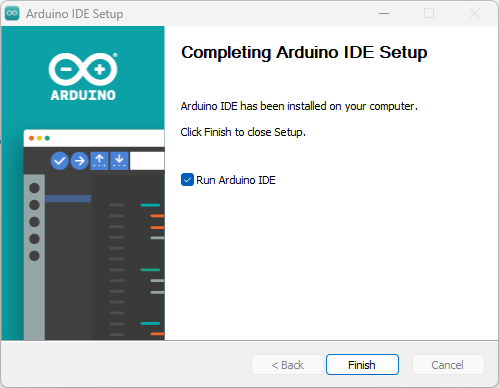 Arduino IDE Setup
Completing Arduino IDE Setup
ARDUINO
Arduino IDE has been installed on your computer.
Click Finish to close Setup.
Run Arduino IDE
< Back
Finish
Cancel